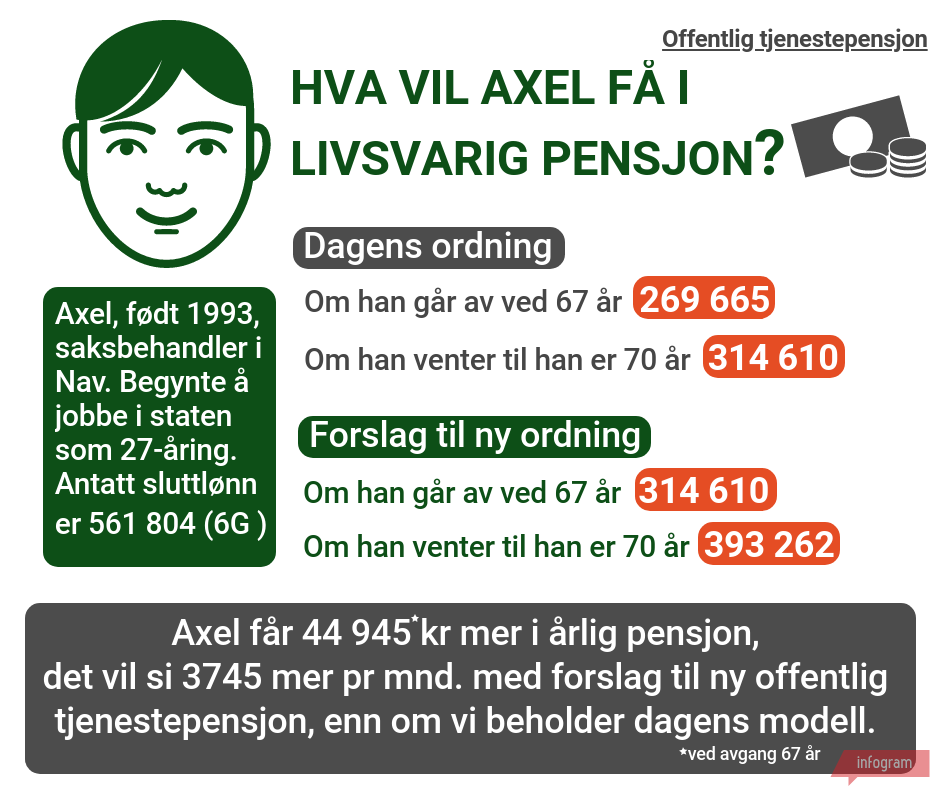 Offentlig tjenestepensjon
HVA VIL AXEL FÅ I
LIVSVARIG PENSJON?
Dagens ordning
Om han går av ved 67 år 269 665
Om han venter til han er 70 år 314 610
Axel, født 1993,
saksbehandler i
Nav. Begynte å
jobbe i staten
som 27-åring.
Antatt sluttlønn
er 561 804 (6G )
Forslag til ny ordning
Om han går av ved 67 år 314 610
Om han venter til han er 70 år 393 262
Axel får 44 945*kr mer i årlig pensjon,
det vil si 3745 mer pr mnd. med forslag til ny offentlig
tjenestepensjon, enn om vi beholder dagens modell.
*ved avgang 67 år
infogram